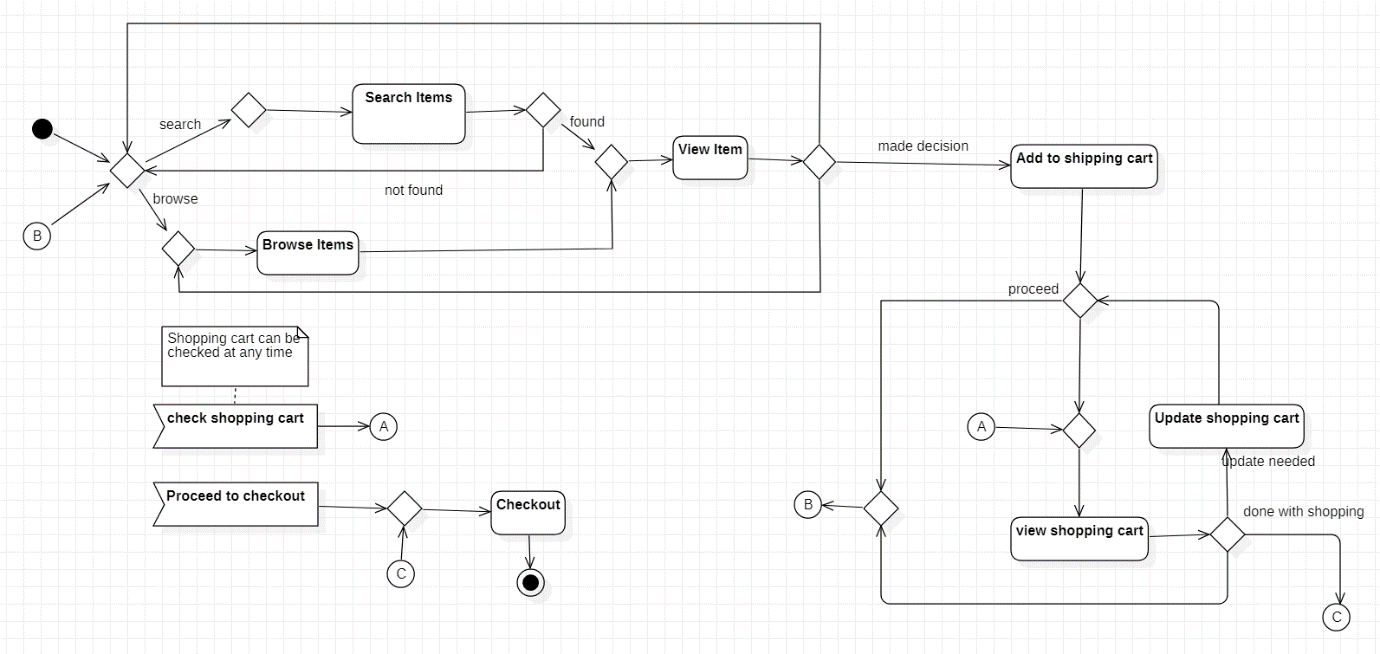 Search Items
search
found
View Item
made decision
Add to shipping cart
not found
browse
B
Browse Items
proceed
Shopping cart can be
checked at any time
check shopping cart
A
A
Update shopping cart
update needed
Proceed to checkout
Checkout
B
view shopping cart
done with shopping
C
C